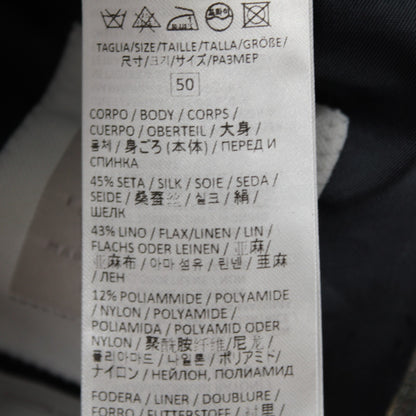 TAGLIA/SIZE/TAILLE/TALLA/GRÖßE/
尺寸/크기/サイズ/РАЗМЕР
50
CORPO / BODY / CORPS /
CUERPO / OBERTEIL / 大身 /
몸체 / 身ごろ (本体) / ПЕРЕД И
СПИНКА
45% SETA / SILK / SOIE / SEDA /
SEIDE / 桑蚕丝 / 실크 / 絹 /
ШЕЛК
43% LINO / FLAX/LINEN / LIN /
FLACHS ODER LEINEN / 亚麻/
亚麻布 / 아마 섬유 / 린넨 / 亜麻
/ ЛЕН
12% POLIAMMIDE / POLYAMIDE
/ NYLON / POLYAMIDE /
POLIAMIDA / POLYAMID ODER
NYLON / 聚酰胺纤维/尼龙 /
폴리아마이드 / 나일론 / ポリアミド/
ナイロン / НЕЙЛОН, ПОЛИАМИД
FODERA / LINER / DOUBLURE /
FORRO / FUTTERSTOFF /